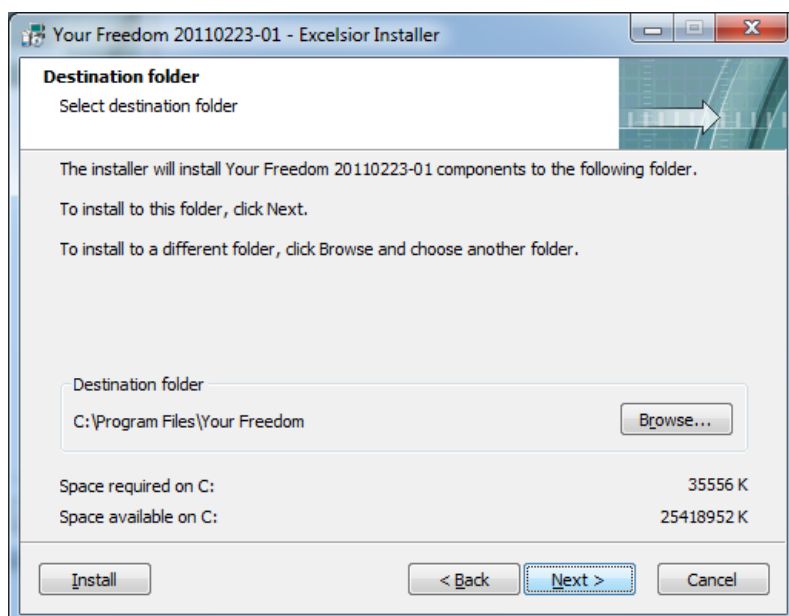 Your Freedom 20110223-01 - Excelsior Installer
Destination folder
Select destination folder
The installer will install Your Freedom 20110223-01 components to the following folder.
To install to this folder, click Next.
To install to a different folder, click Browse and choose another folder.
Destination folder
C:\Program Files\Your Freedom
Browse...
Space required on C: 35556 K
Space available on C: 25418952 K
Install < Back Next > Cancel